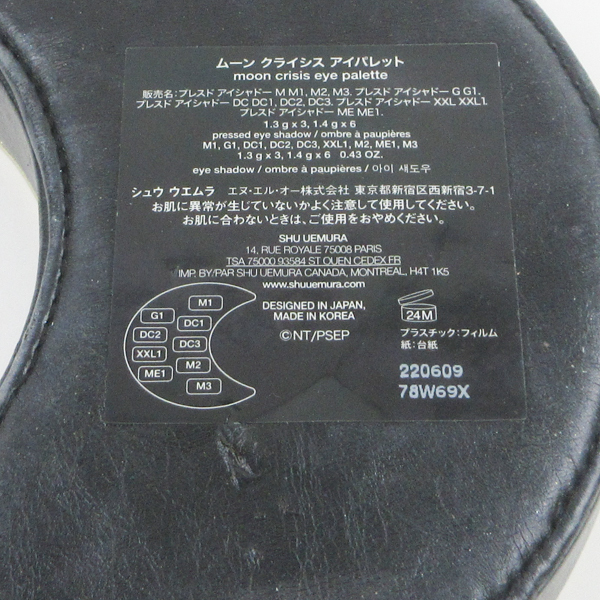 ムーン クライシス アイパレット
moon crisis eye palette
販売名：プレスド アイシャドー M M1, M2, M3. プレスド アイシャドー G G1.
プレスド アイシャドー DC DC1, DC2, DC3. プレスド アイシャドー XXL XXL1.
プレスド アイシャドー ME ME1.
1.3 g x 3, 1.4 g x 6
pressed eye shadow / ombre à paupières
M1, G1, DC1, DC2, DC3, XXL1, M2, ME1, M3
1.3 g x 3, 1.4 g x 6 0.43 OZ.
eye shadow / ombre à paupières / 아이 섀도우
シュウ ウエムラ エヌ・エル・オー株式会社 東京都新宿区西新宿3-7-1
お肌に異常が生じていないかよく注意して使用してください。
お肌に合わないときは、ご使用をおやめください。
SHU UEMURA
14, RUE ROYALE 75008 PARIS
TSA 75000 93584 ST OUEN CEDEX FR
IMP. BY/PAR SHU UEMURA CANADA, MONTREAL, H4T 1K5
www.shuuemura.com
M1
G1
DC1
DC2
DC3
XXL1
M2
ME1
M3
DESIGNED IN JAPAN,
MADE IN KOREA
©NT/PSEP
24M
プラスチック：フィルム
紙：台紙
220609
78W69X